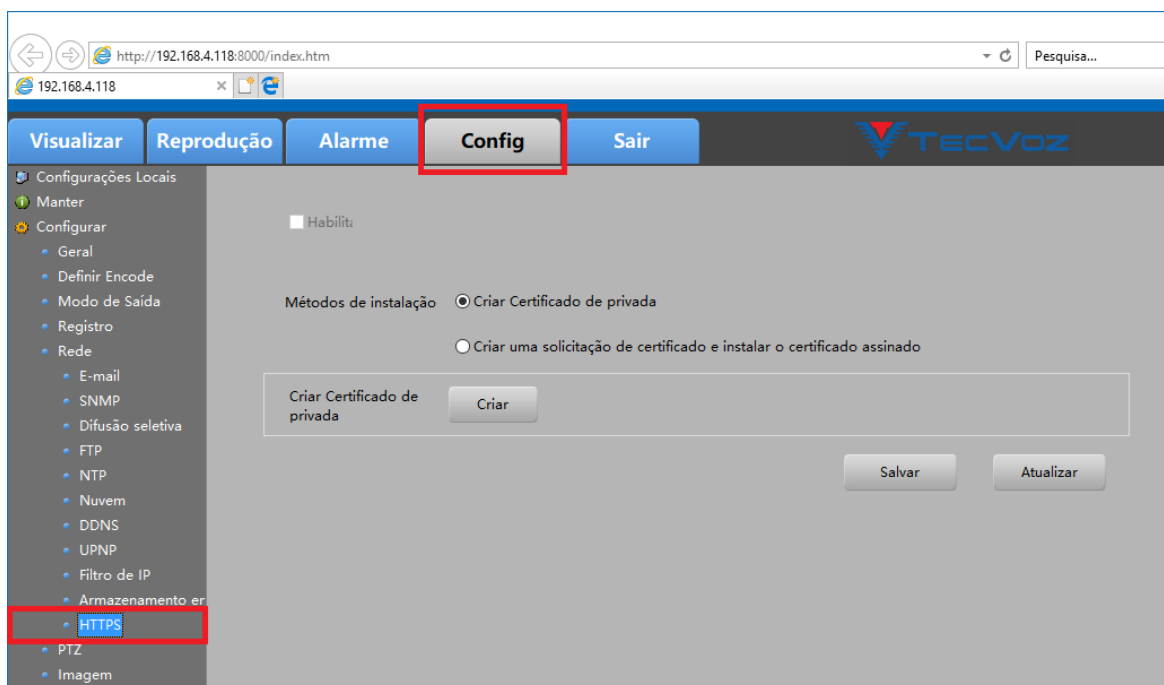 http://192.168.4.118:8000/index.htm
Pesquisa...
192.168.4.118
Visualizar
Reprodução
Alarme
Config
Sair
TECVOZ
Configurações Locais
Manter
Configurar
Geral
Definir Encode
Modo de Saída
Registro
Rede
E-mail
SNMP
Difusão seletiva
FTP
NTP
Nuvem
DDNS
UPNP
Filtro de IP
Armazenamento er
HTTPS
PTZ
Imagem
Habilita
Métodos de instalação
Criar Certificado de privada
Criar uma solicitação de certificado e instalar o certificado assinado
Criar Certificado de
privada
Criar
Salvar
Atualizar